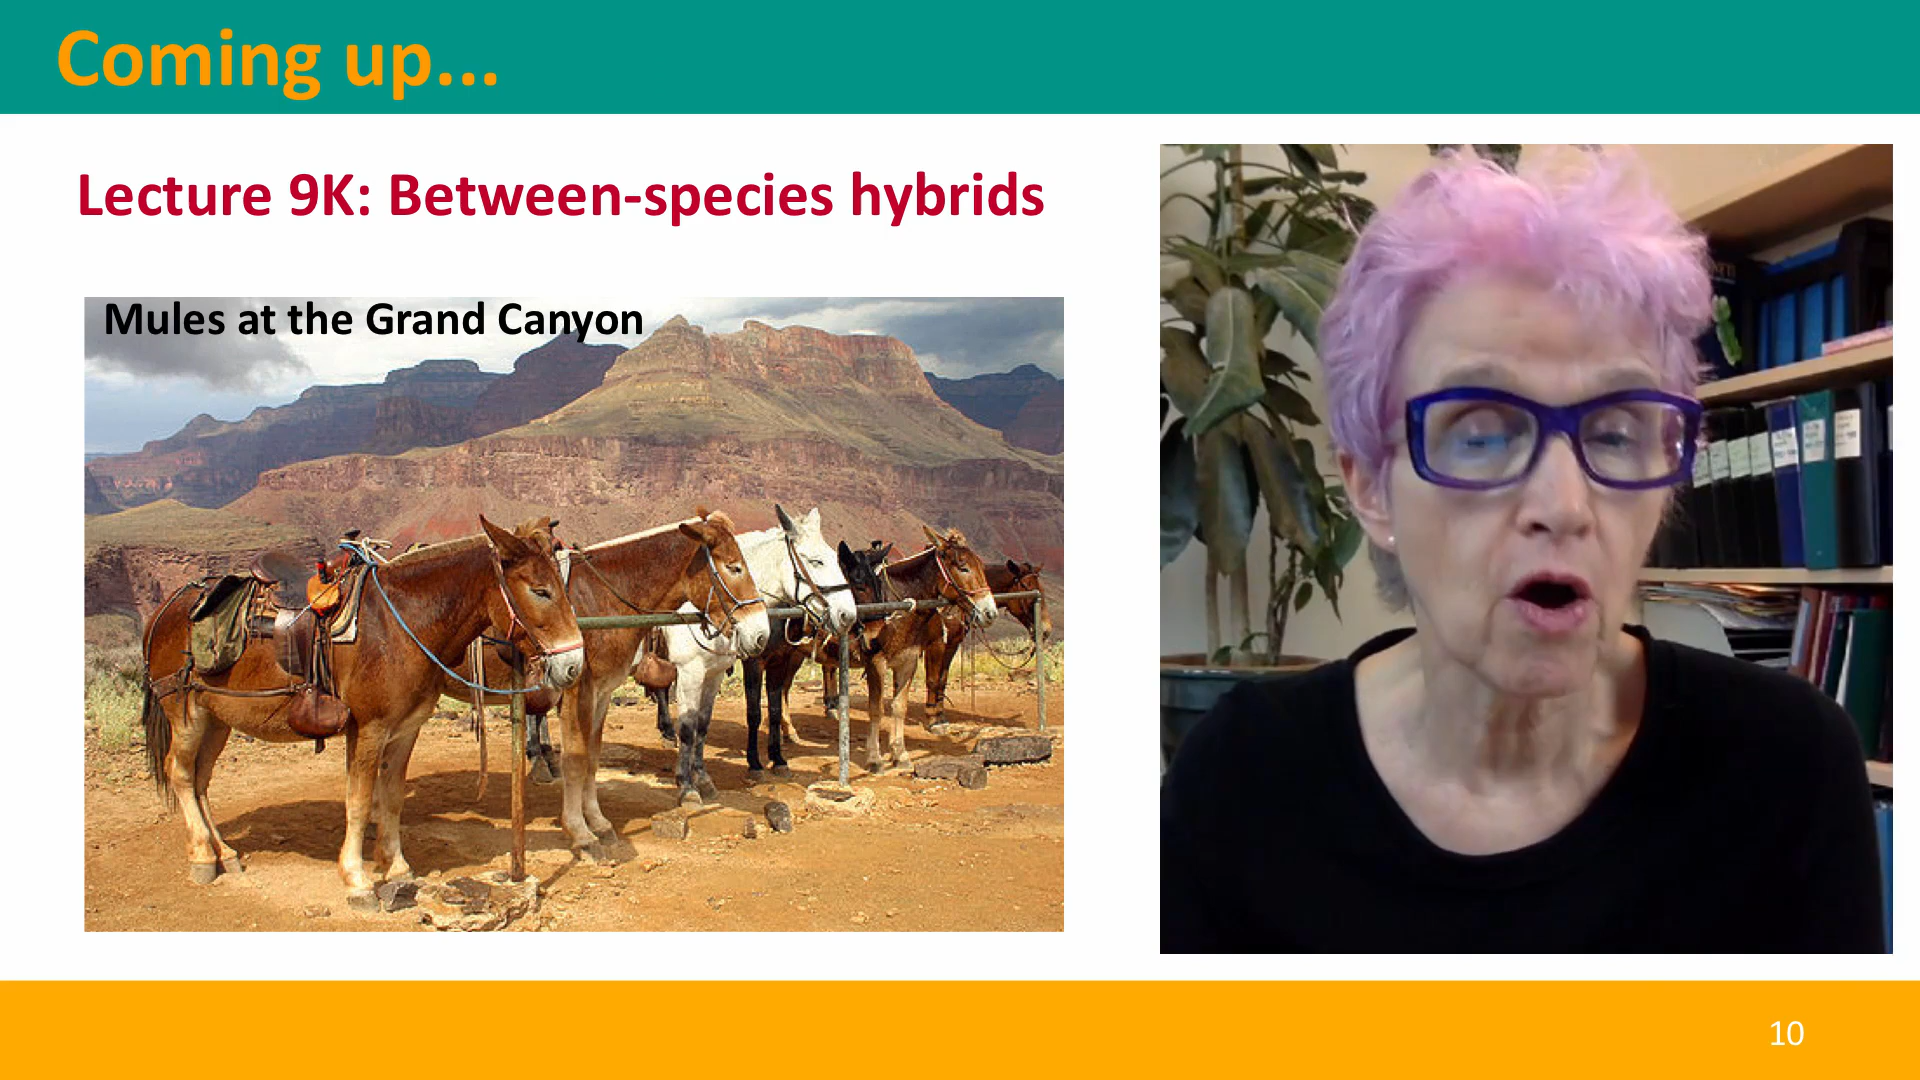 Coming up...
Lecture 9K: Between-species hybrids
Mules at the Grand Canyon
10